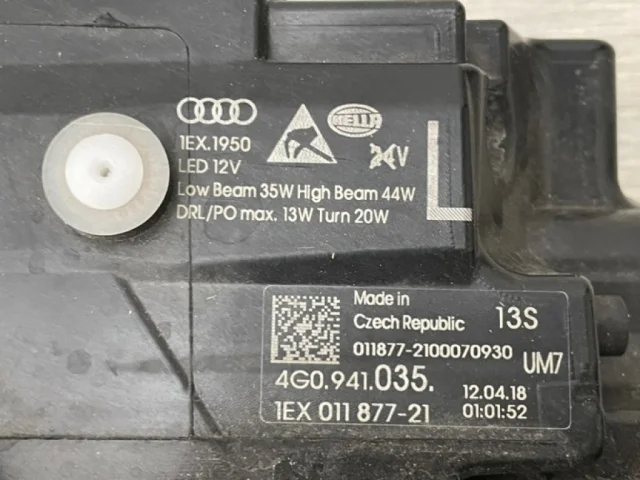 HELLA
1EX.1950
24V
LED 12V
Low Beam 35W High Beam 44W
DRL/PO max. 13W Turn 20W
L
Made in
Czech Republic
13S
011877-2100070930
UM7
4G0.941.035.
12.04.18
1EX 011 877-21
01:01:52